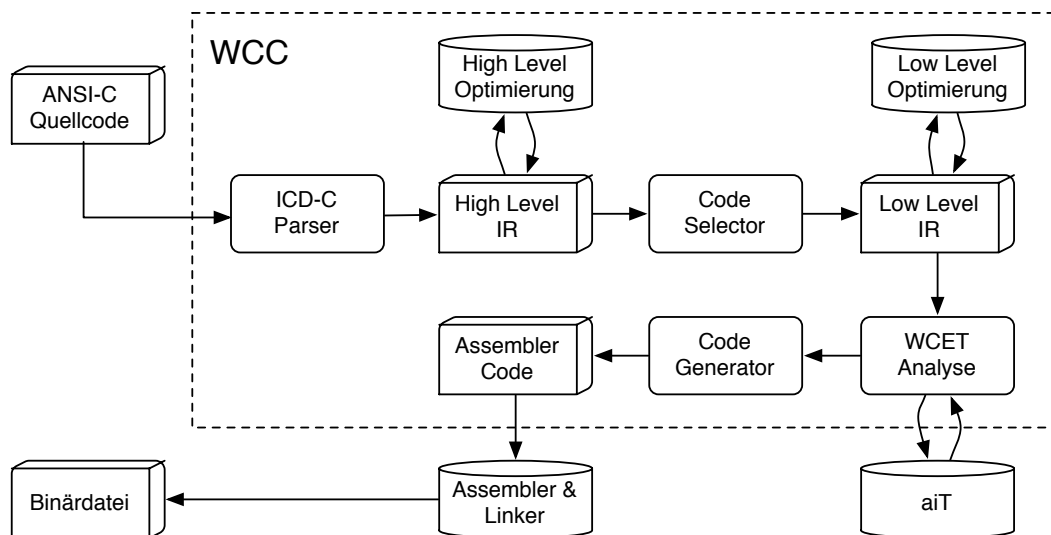 WCC
High Level
Optimierung
Low Level
Optimierung
ANSI-C
Quellcode
ICD-C
Parser
High Level
IR
Code
Selector
Low Level
IR
Assembler
Code
Code
Generator
WCET
Analyse
Binärdatei
Assembler &
Linker
aiT